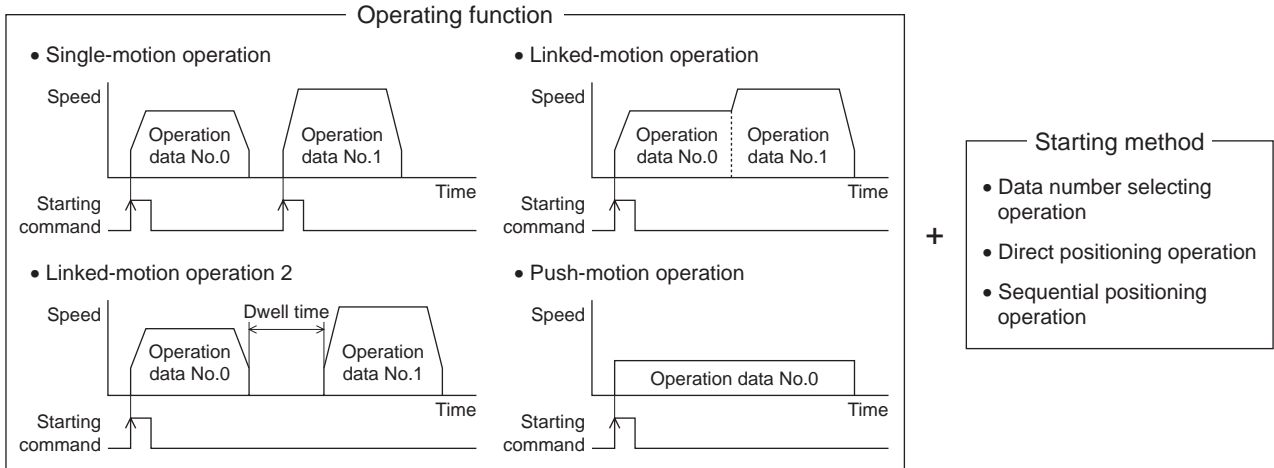 Operating function
• Single-motion operation
Speed
Operation
data No.0
Operation
data No.1
Time
Starting
command
• Linked-motion operation
Speed
Operation
data No.0
Operation
data No.1
Time
Starting
command
• Linked-motion operation 2
Speed
Dwell time
Operation
data No.0
Operation
data No.1
Time
Starting
command
• Push-motion operation
Speed
Operation data No.0
Time
Starting
command
+
Starting method
• Data number selecting
operation
• Direct positioning operation
• Sequential positioning
operation